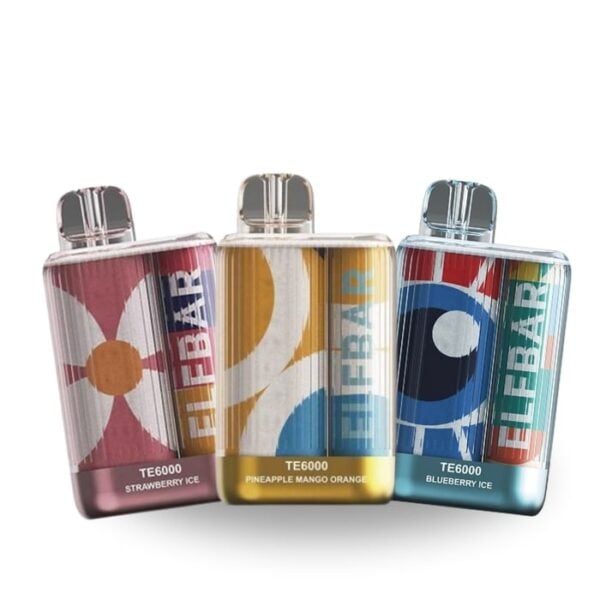 ELFBAR
TE6000
STRAWBERRY ICE
ELFBAR
TE6000
PINEAPPLE MANGO ORANGE
ELFBAR
TE6000
BLUEBERRY ICE